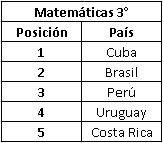 Matemáticas 3°
Posición País
1 Cuba
2 Brasil
3 Perú
4 Uruguay
5 Costa Rica